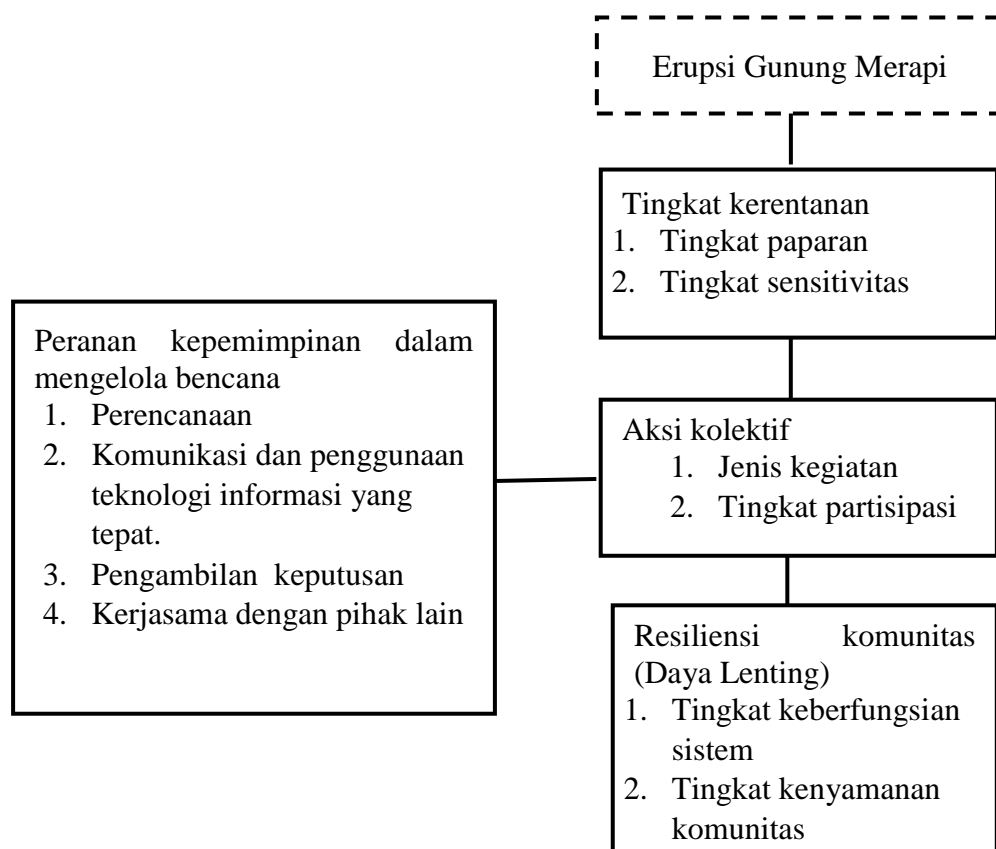 Erupsi Gunung Merapi
Tingkat kerentanan
1. Tingkat paparan
2. Tingkat sensitivitas
Peranan kepemimpinan dalam
mengelola bencana
1. Perencanaan
2. Komunikasi dan penggunaan
teknologi informasi yang
tepat.
3. Pengambilan keputusan
4. Kerjasama dengan pihak lain
Aksi kolektif
1. Jenis kegiatan
2. Tingkat partisipasi
Resiliensi komunitas
(Daya Lenting)
1. Tingkat keberfungsian
sistem
2. Tingkat kenyamanan
komunitas